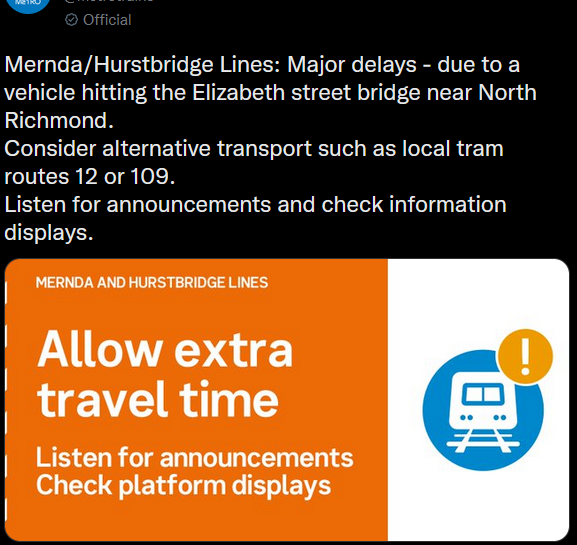 METRO
Official
Mernda/Hurstbridge Lines: Major delays - due to a
vehicle hitting the Elizabeth street bridge near North
Richmond.
Consider alternative transport such as local tram
routes 12 or 109.
Listen for announcements and check information
displays.
MERNDA AND HURSTBRIDGE LINES
Allow extra
travel time
Listen for announcements
Check platform displays
!